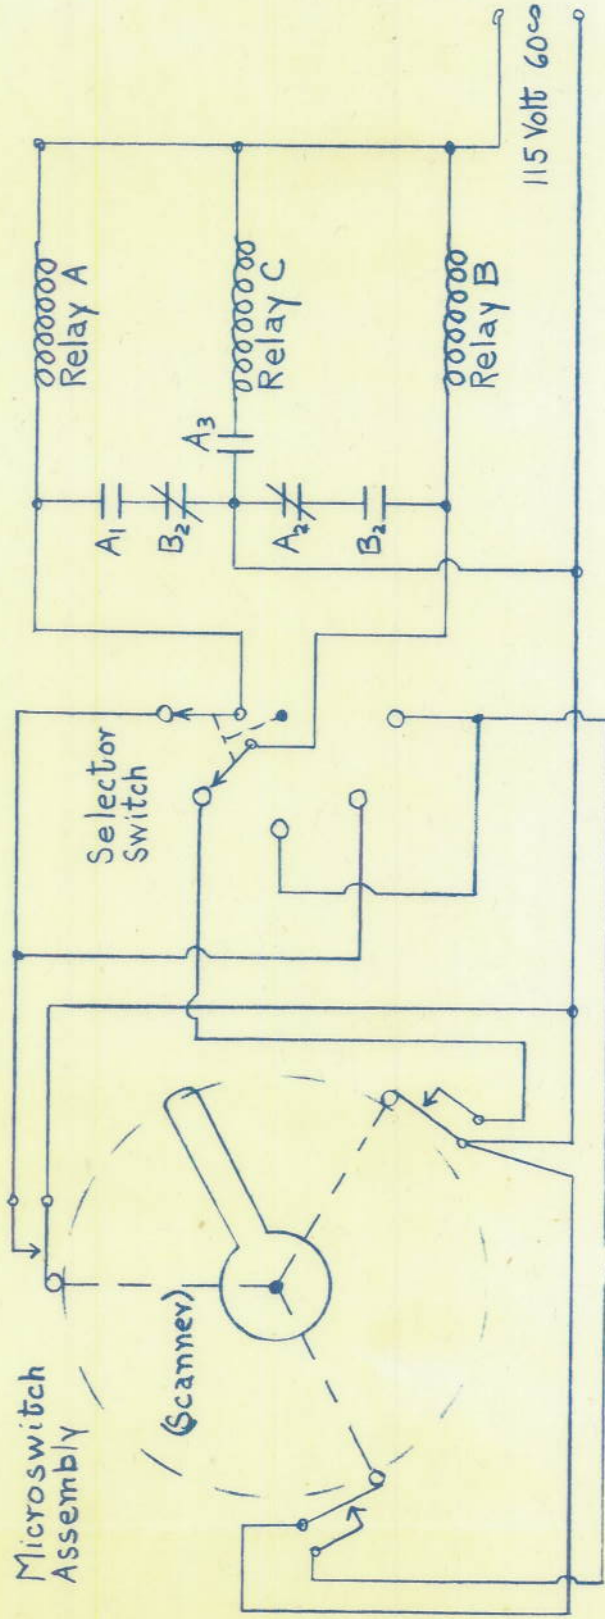 Microswitch
Assembly
(Scanner)
Selector
Switch
Relay A
A1
B2
A3
Relay C
A2
B2
Relay B
115 Volt 60∞